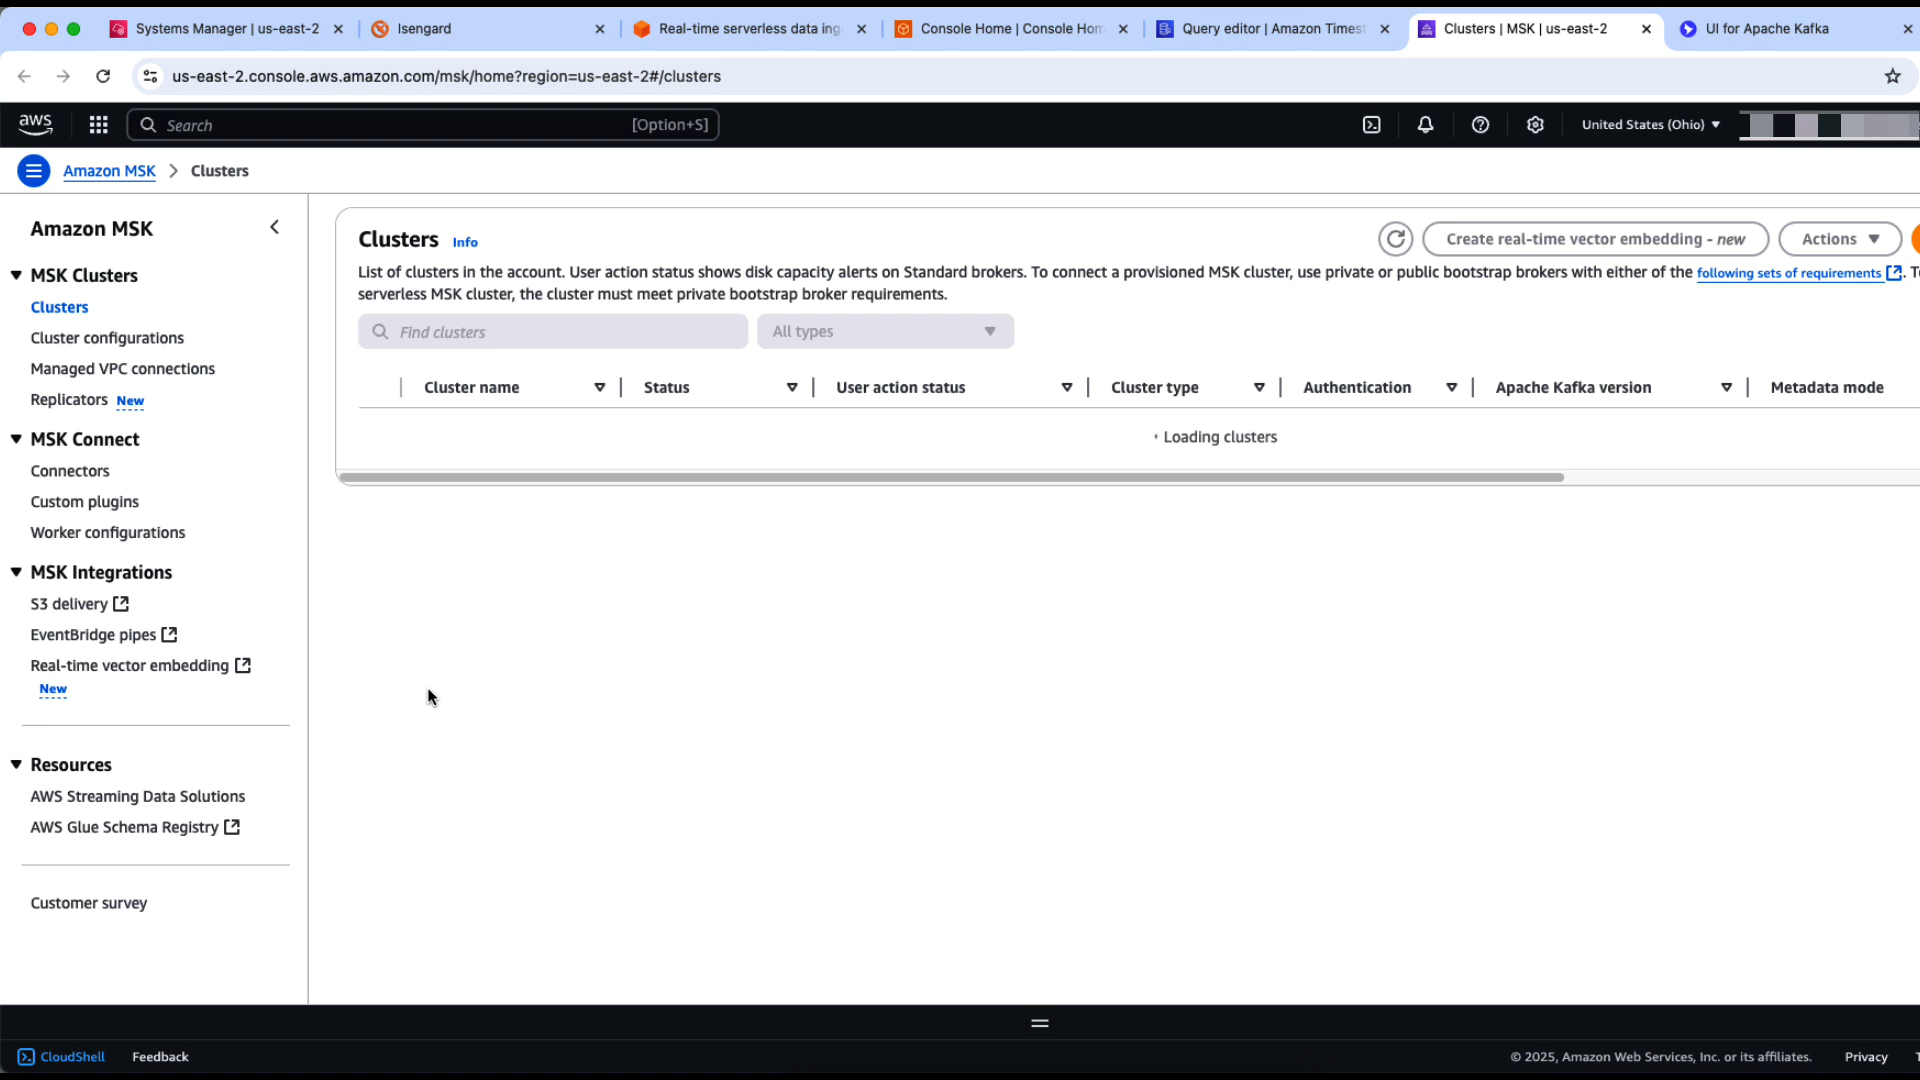 Systems Manager | us-east-2
Isengard
Real-time serverless data ing
Console Home | Console Hom
Query editor | Amazon Timest
Clusters | MSK | us-east-2
UI for Apache Kafka
us-east-2.console.aws.amazon.com/msk/home?region=us-east-2#/clusters
aws
Search
[Option+S]
United States (Ohio)
Amazon MSK
Clusters
Amazon MSK
MSK Clusters
Clusters
Cluster configurations
Managed VPC connections
Replicators New
MSK Connect
Connectors
Custom plugins
Worker configurations
MSK Integrations
S3 delivery
EventBridge pipes
Real-time vector embedding
New
Resources
AWS Streaming Data Solutions
AWS Glue Schema Registry
Customer survey
Clusters Info
Create real-time vector embedding - new
Actions
List of clusters in the account. User action status shows disk capacity alerts on Standard brokers. To connect a provisioned MSK cluster, use private or public bootstrap brokers with either of the following sets of requirements . T
serverless MSK cluster, the cluster must meet private bootstrap broker requirements.
Find clusters
All types
Cluster name
Status
User action status
Cluster type
Authentication
Apache Kafka version
Metadata mode
Loading clusters
CloudShell
Feedback
© 2025, Amazon Web Services, Inc. or its affiliates.
Privacy